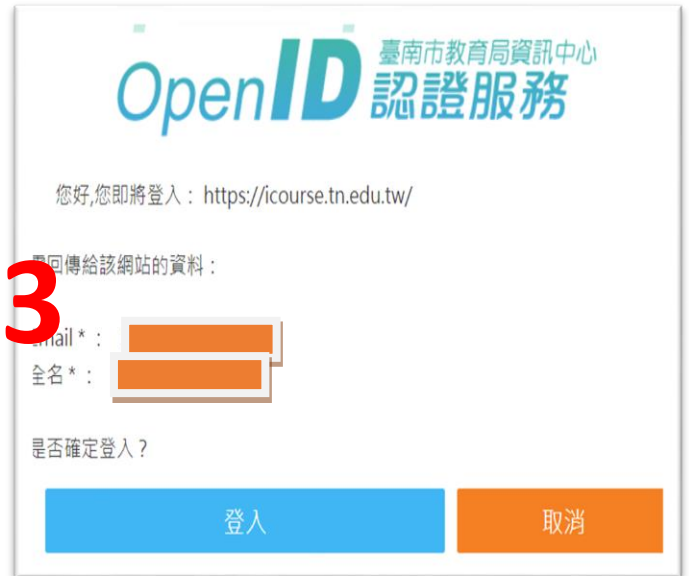 臺南市教育局資訊中心
OpenID 認證服務
您好,您即將登入： https://icourse.tn.edu.tw/
回傳給該網站的資料：
3
mail * ：
全名 * ：
是否確定登入？
登入 取消